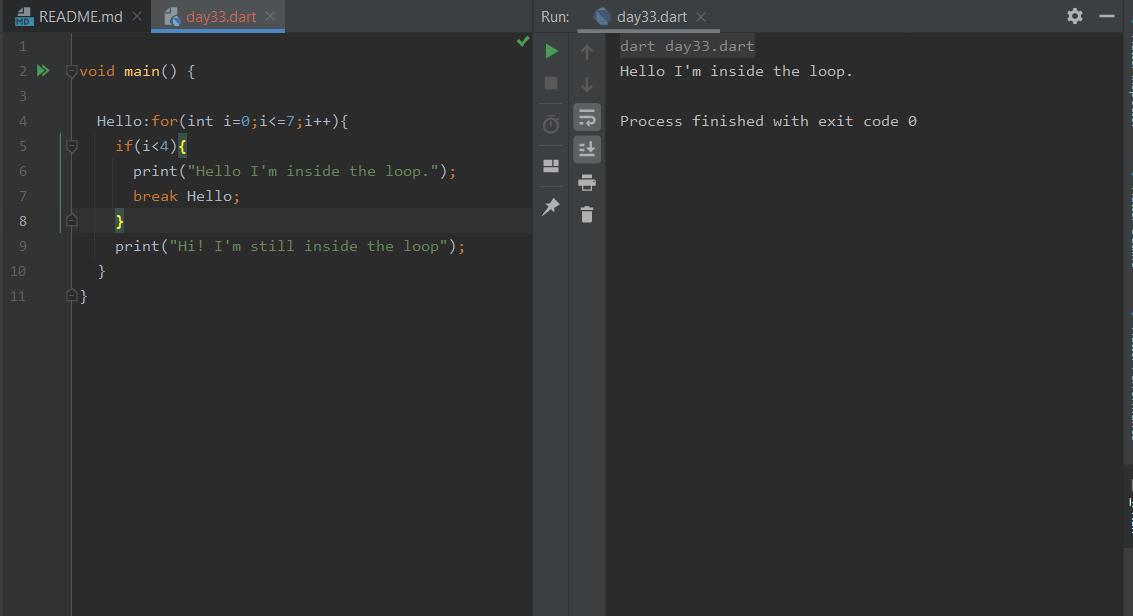 README.md
day33.dart
Run:
day33.dart
1
2 void main() {
3
4 Hello:for(int i=0;i<=7;i++){
5 if(i<4){
6 print("Hello I'm inside the loop.");
7 break Hello;
8 }
9 print("Hi! I'm still inside the loop");
10 }
11 }
dart day33.dart
Hello I'm inside the loop.
Process finished with exit code 0